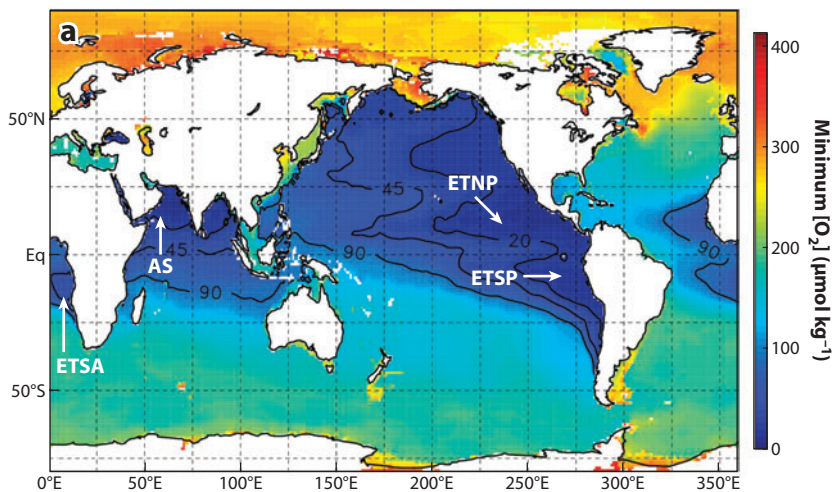 a
50°N
Eq
50°S
0°E
50°E
100°E
150°E
200°E
250°E
300°E
350°E
ETNP
ETSP
AS
ETSA
45
20
90
45
90
90
400
300
200
100
0
Minimum [O₂] (μmol kg⁻¹)